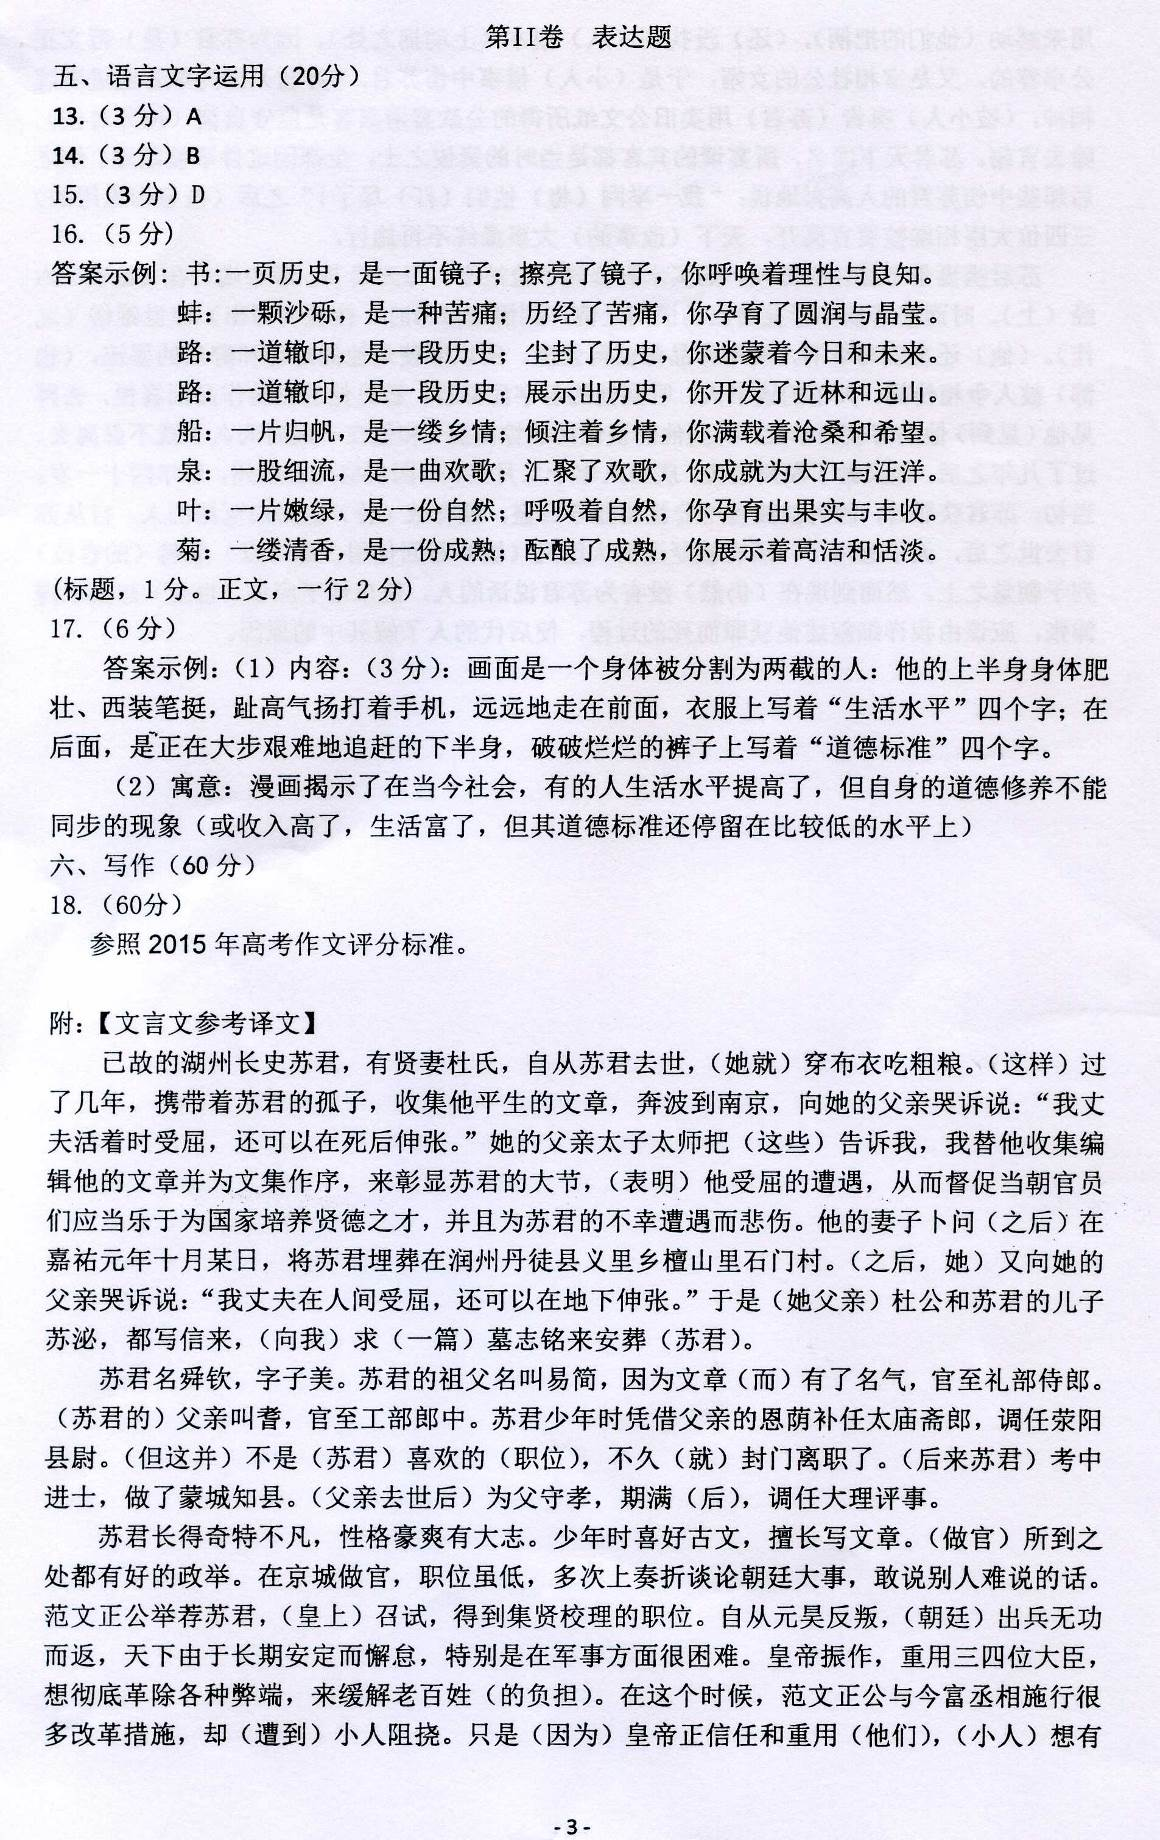 第II卷 表达题
五、语言文字运用（20分）
13.（3 分）A
14.（3 分）B
15.（3 分）D
16.（5 分)
答案示例：书：一页历史，是一面镜子；擦亮了镜子，你呼唤着理性与良知。
蚌：一颗沙砾，是一种苦痛；历经了苦痛，你孕育了圆润与晶莹。
路：一道辙印，是一段历史；尘封了历史，你迷蒙着今日和未来。
路：一道辙印，是一段历史；展示出历史，你开发了近林和远山。
船：一片归帆，是一缕乡情；倾注着乡情，你满载着沧桑和希望。
泉：一股细流，是一曲欢歌；汇聚了欢歌，你成就为大江与汪洋。
叶：一片嫩绿，是一份自然；呼吸着自然，你孕育出果实与丰收。
菊：一缕清香，是一份成熟；酝酿了成熟，你展示着高洁和恬淡。
(标题，1 分。正文，一行 2 分)
17.（6 分）
答案示例：（1）内容：（3 分）：画面是一个身体被分割为两截的人：他的上半身身体肥
壮、西装笔挺，趾高气扬打着手机，远远地走在前面，衣服上写着“生活水平”四个字；在
后面，是正在大步艰难地追赶的下半身，破破烂烂的裤子上写着“道德标准”四个字。
（2）寓意：漫画揭示了在当今社会，有的人生活水平提高了，但自身的道德修养不能
同步的现象（或收入高了，生活富了，但其道德标准还停留在比较低的水平上）
六、写作（60 分）
18.（60分）
参照 2015 年高考作文评分标准。
附：【文言文参考译文】
已故的湖州长史苏君，有贤妻杜氏，自从苏君去世，（她就）穿布衣吃粗粮。（这样）过
了几年，携带着苏君的孤子，收集他平生的文章，奔波到南京，向她的父亲哭诉说：“我丈
夫活着时受屈，还可以在死后伸张。”她的父亲太子太师把（这些）告诉我，我替他收集编
辑他的文章并为文集作序，来彰显苏君的大节，（表明）他受屈的遭遇，从而督促当朝官员
们应当乐于为国家培养贤德之才，并且为苏君的不幸遭遇而悲伤。他的妻子卜问（之后）在
嘉祐元年十月某日，将苏君埋葬在润州丹徒县义里乡檀山里石门村。（之后，她）又向她的
父亲哭诉说：“我丈夫在人间受屈，还可以在地下伸张。”于是（她父亲）杜公和苏君的儿子
苏泌，都写信来，（向我）求（一篇）墓志铭来安葬（苏君）。
苏君名舜钦，字子美。苏君的祖父名叫易简，因为文章（而）有了名气，官至礼部侍郎。
（苏君的）父亲叫耆，官至工部郎中。苏君少年时凭借父亲的恩荫补任太庙斋郎，调任荥阳
县尉。（但这并）不是（苏君）喜欢的（职位），不久（就）封门离职了。（后来苏君）考中
进士，做了蒙城知县。（父亲去世后）为父守孝，期满（后），调任大理评事。
苏君长得奇特不凡，性格豪爽有大志。少年时喜好古文，擅长写文章。（做官）所到之
处都有好的政举。在京城做官，职位虽低，多次上奏折谈论朝廷大事，敢说别人难说的话。
范文正公举荐苏君，（皇上）召试，得到集贤校理的职位。自从元昊反叛，（朝廷）出兵无功
而返，天下由于长期安定而懈怠，特别是在军事方面很困难。皇帝振作，重用三四位大臣，
想彻底革除各种弊端，来缓解老百姓（的负担）。在这个时候，范文正公与今富丞相施行很
多改革措施，却（遭到）小人阻挠。只是（因为）皇帝正信任和重用（他们），（小人）想有
- 3 -